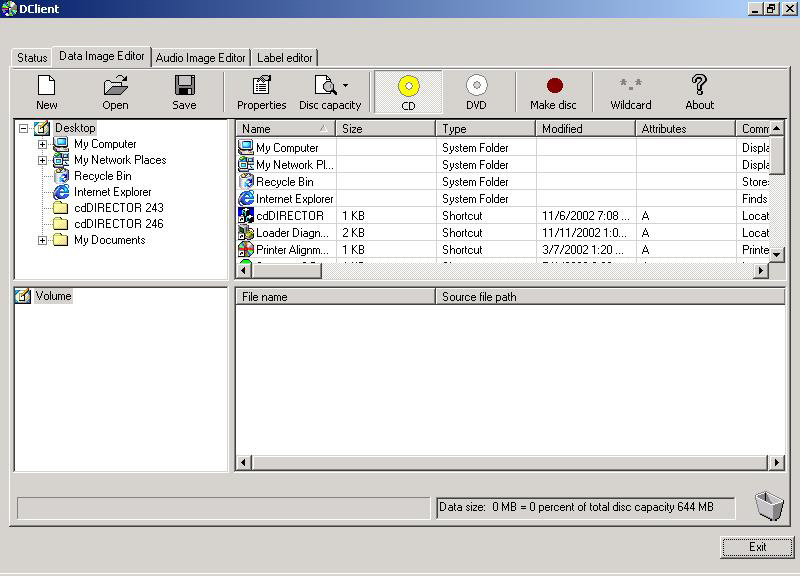 DClient
Status Data Image Editor Audio Image Editor Label editor
New Open Save Properties Disc capacity CD DVD Make disc Wildcard About
Desktop
My Computer
My Network Places
Recycle Bin
Internet Explorer
cdDIRECTOR 243
cdDIRECTOR 246
My Documents
Name Size Type Modified Attributes Comm
My Computer System Folder Displa
My Network Pl... System Folder Displa
Recycle Bin System Folder Store
Internet Explorer System Folder Finds
cdDIRECTOR 1 KB Shortcut 11/6/2002 7:08 ... A Locat
Loader Diagn... 2 KB Shortcut 11/11/2002 1:0... A Locat
Printer Alignm... 3 KB Shortcut 3/7/2002 1:20 ... A Printe
Volume
File name Source file path
Data size: 0 MB = 0 percent of total disc capacity 644 MB
Exit